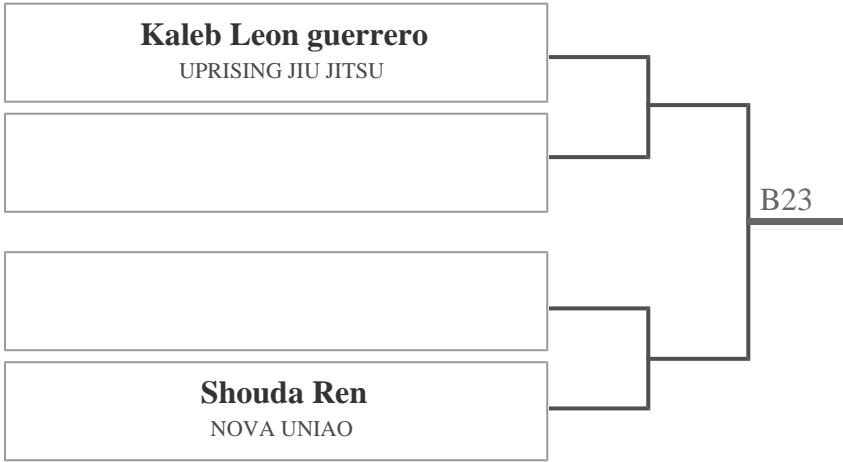 Kaleb Leon guerrero
UPRISING JIU JITSU
B23
Shouda Ren
NOVA UNIAO